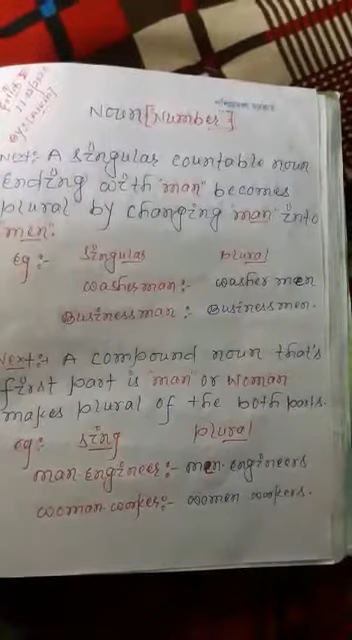 Noun [Number]
Next:- A singular countable noun
Ending with "man" becomes
plural by changing "man" into
"men".
eg:- singular plural
washerman:- washer men
Businessman:- Businessmen.
Next:- A compound noun that's
first part is "man" or woman
makes plural of the both parts.
eg:- sing plural
man-engineer:- men-engineers
woman-worker:- women workers.